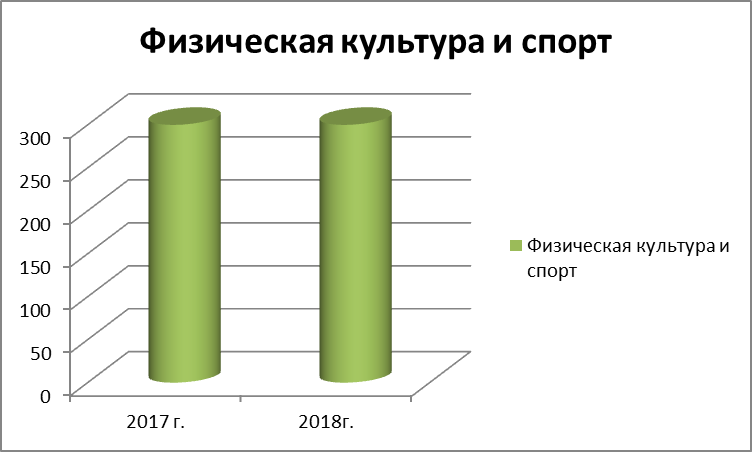 Физическая культура и спорт
300
250
200
150
100
50
0
2017 г.
2018г.
Физическая культура и
спорт